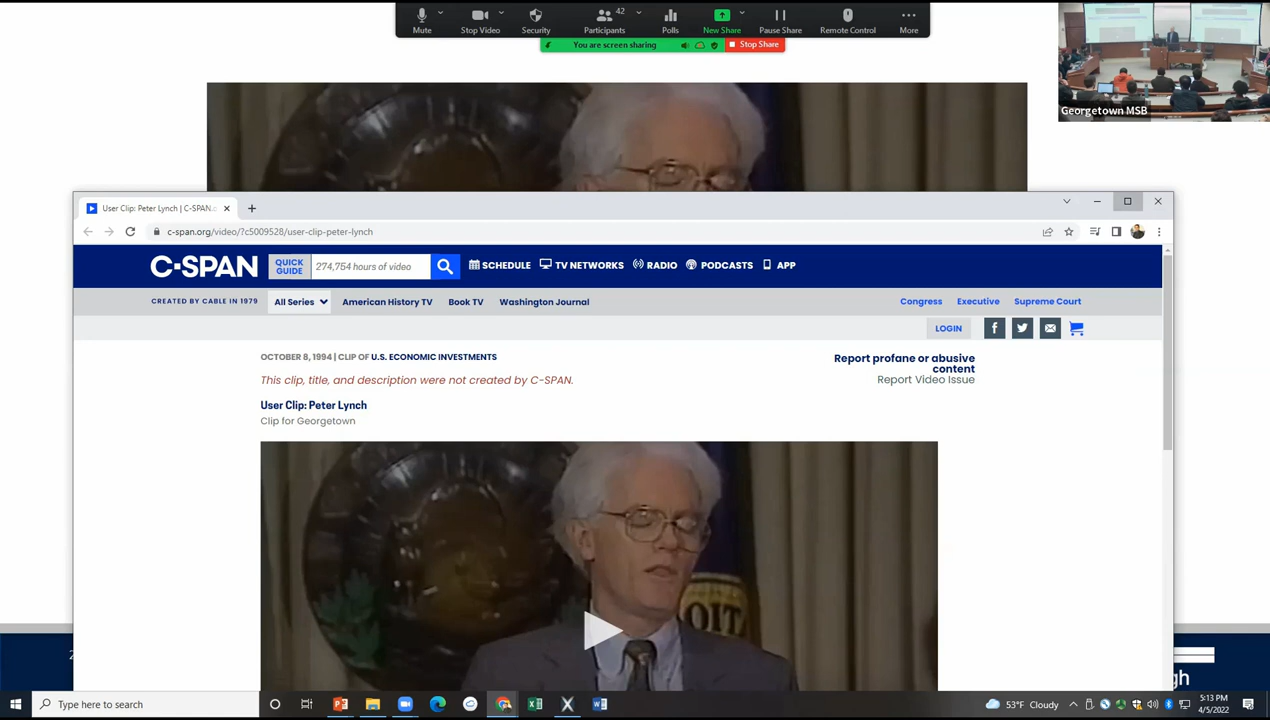 42
Mute
Stop Video
Security
Participants
Polls
New Share
Pause Share
Remote Control
More
You are screen sharing
Stop Share
Georgetown MSB
User Clip: Peter Lynch | C-SPAN.o
c-span.org/video/?c5009528/user-clip-peter-lynch
C-SPAN
QUICK GUIDE
274,754 hours of video
SCHEDULE
TV NETWORKS
RADIO
PODCASTS
APP
CREATED BY CABLE IN 1979
All Series
American History TV
Book TV
Washington Journal
Congress
Executive
Supreme Court
LOGIN
OCTOBER 8, 1994 | CLIP OF U.S. ECONOMIC INVESTMENTS
Report profane or abusive
content
Report Video Issue
This clip, title, and description were not created by C-SPAN.
User Clip: Peter Lynch
Clip for Georgetown
OIT
2
gh
Type here to search
53°F Cloudy
5:13 PM
4/5/2022